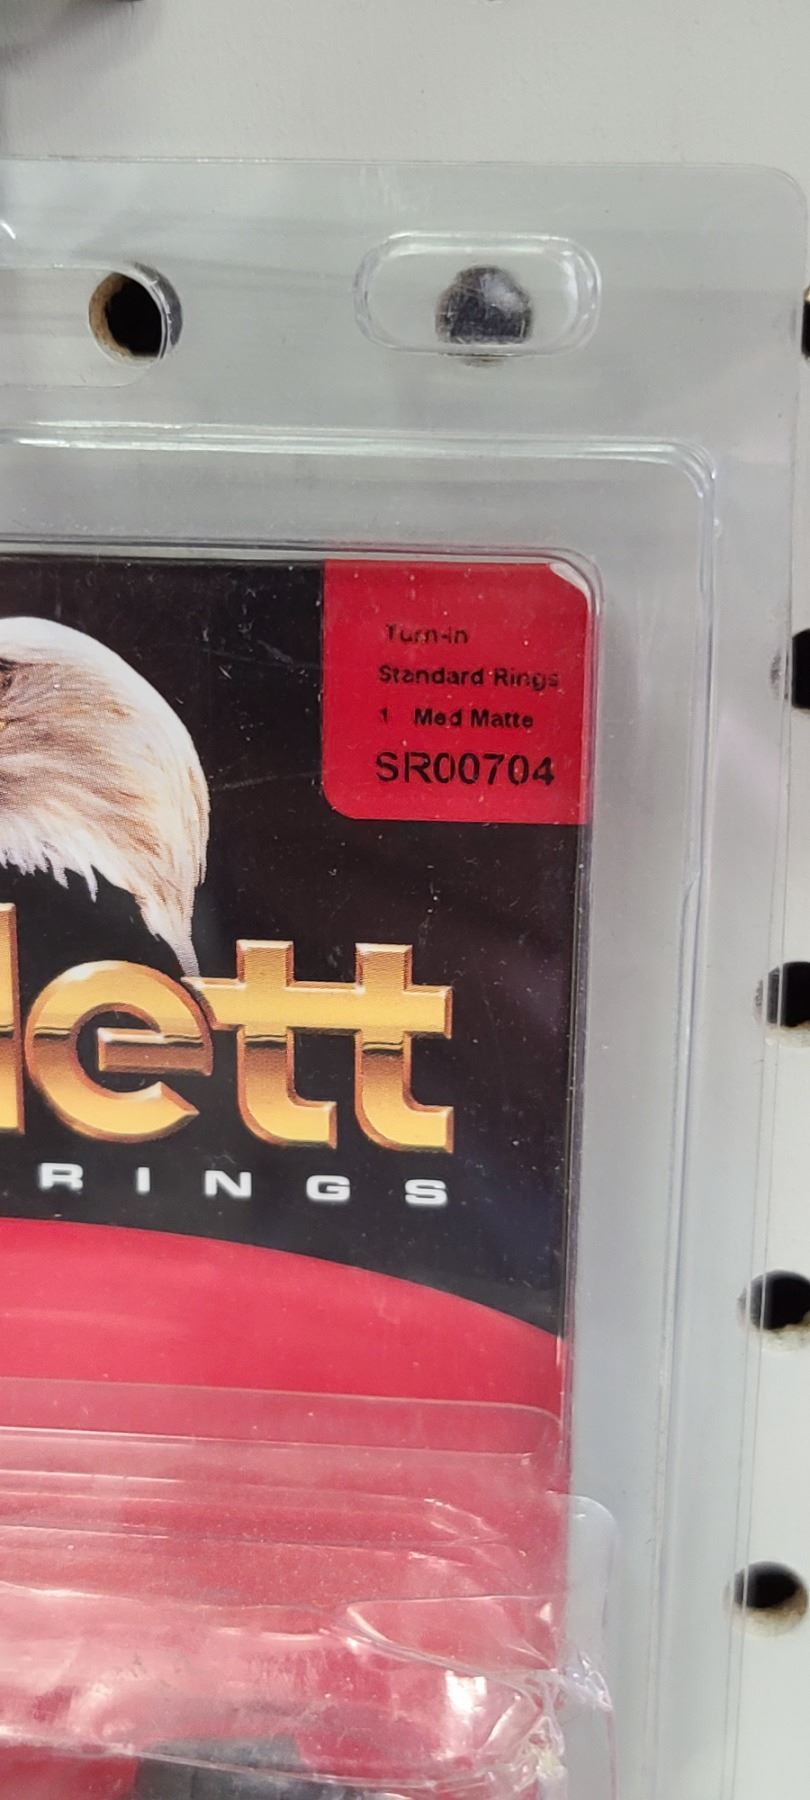 Turn-in
Standard Rings
1 Med Matte
SR00704
lett
RINGS